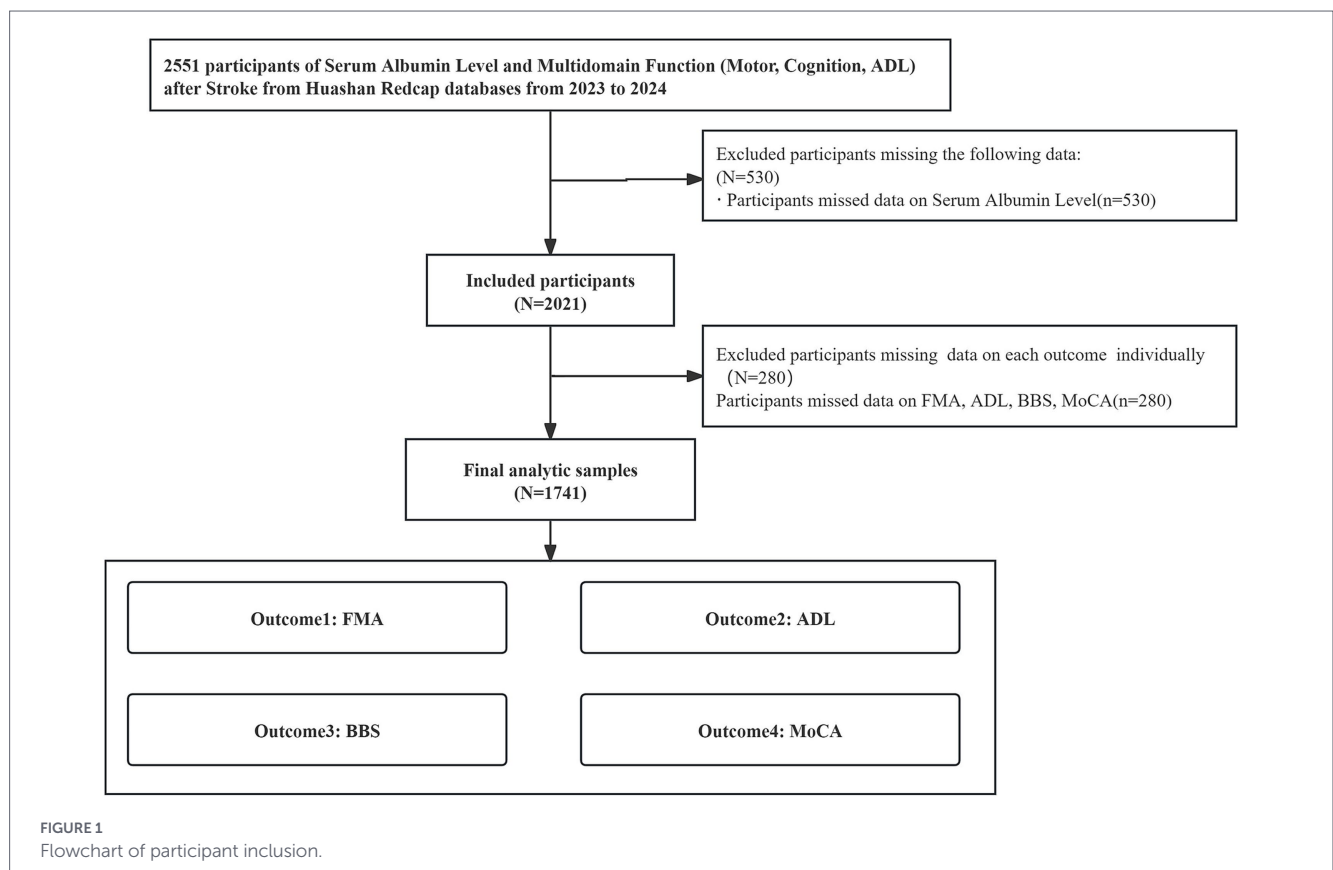 2551 participants of Serum Albumin Level and Multidomain Function (Motor, Cognition, ADL)
after Stroke from Huashan Redcap databases from 2023 to 2024
Excluded participants missing the following data:
(N=530)
· Participants missed data on Serum Albumin Level(n=530)
Included participants
(N=2021)
Excluded participants missing  data on each outcome  individually
（N=280）
Participants missed data on FMA, ADL, BBS, MoCA(n=280)
Final analytic samples
(N=1741)
Outcome1: FMA
Outcome2: ADL
Outcome3: BBS
Outcome4: MoCA
FIGURE 1
Flowchart of participant inclusion.